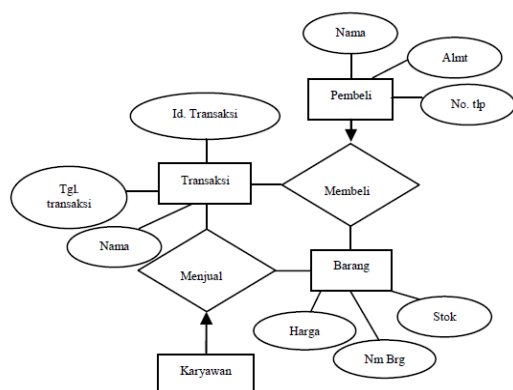 Nama
Almt
Pembeli
No. tlp
Id. Transaksi
Transaksi
Membeli
Tgl.
transaksi
Nama
Menjual
Barang
Harga
Stok
Nm Brg
Karyawan